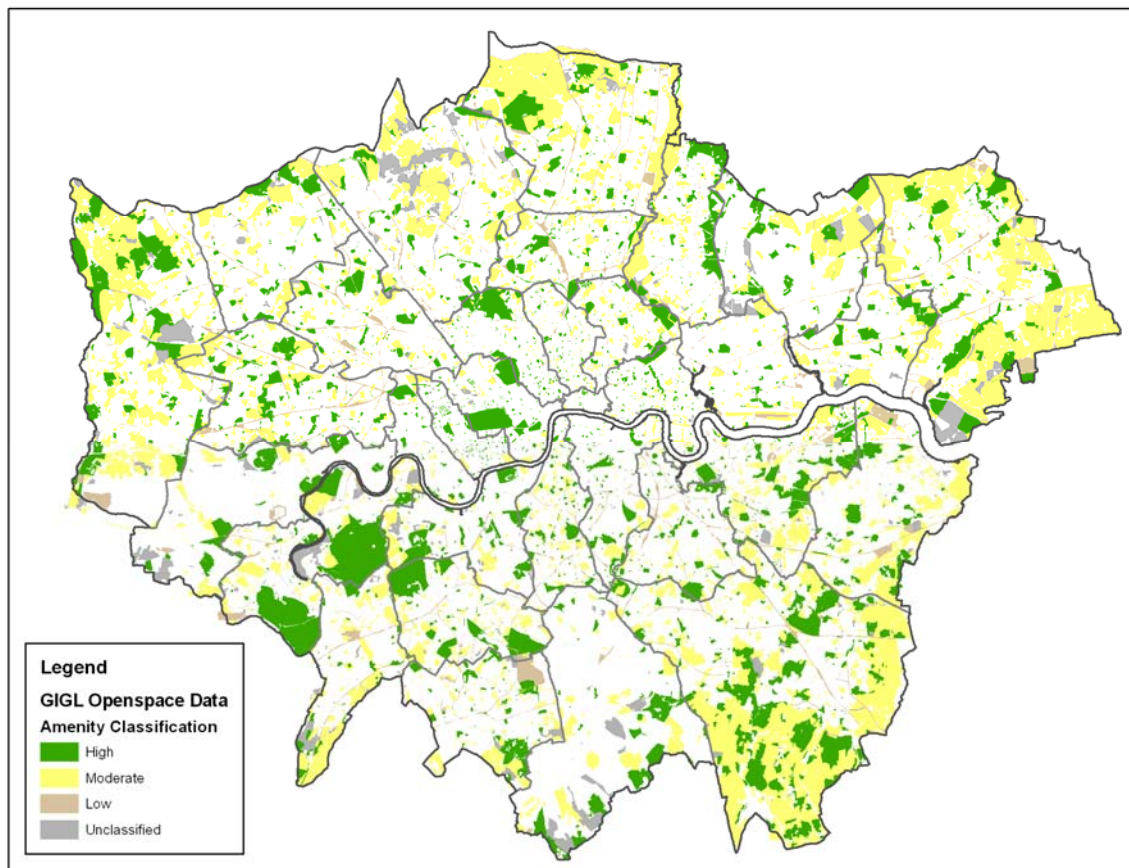 Legend
GIGL Openspace Data
Amenity Classification
High
Moderate
Low
Unclassified